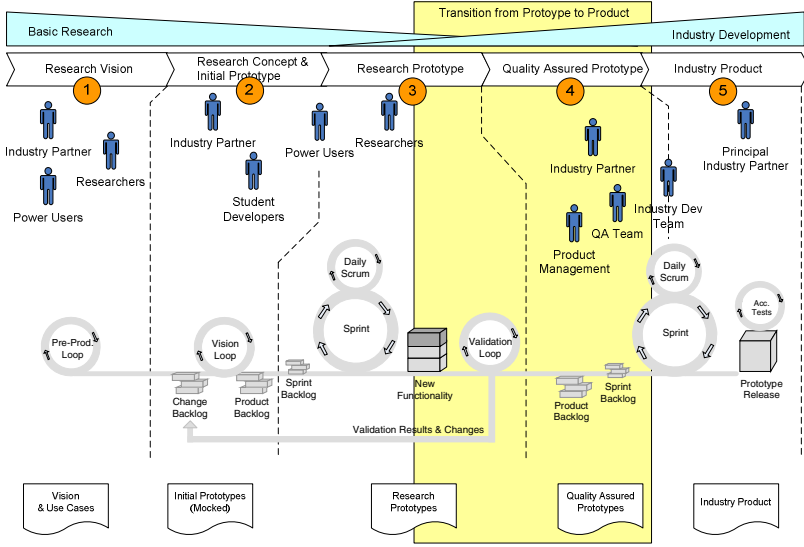 Transition from Protoype to Product
Basic Research
Industry Development
Research Vision
Research Concept &
Initial Prototype
Research Prototype
Quality Assured Prototype
Industry Product
1
2
3
4
5
Industry Partner
Researchers
Power Users
Industry Partner
Student
Developers
Power Users
Researchers
Industry Partner
QA Team
Product
Management
Industry Dev
Team
Principal
Industry Partner
Pre-Prod.
Loop
Vision
Loop
Daily
Scrum
Sprint
Validation
Loop
Daily
Scrum
Sprint
Acc.
Tests
Change
Backlog
Product
Backlog
Sprint
Backlog
New
Functionality
Product
Backlog
Sprint
Backlog
Prototype
Release
Validation Results & Changes
Vision
& Use Cases
Initial Prototypes
(Mocked)
Research
Prototypes
Quality Assured
Prototypes
Industry Product